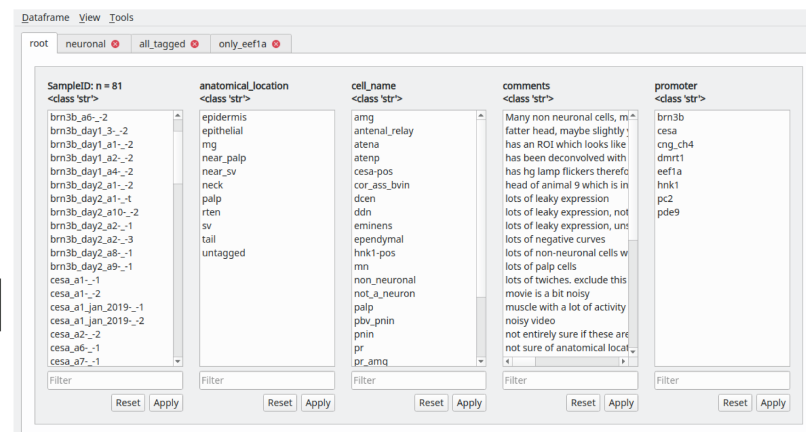 Dataframe View Tools
root neuronal all_tagged only_eef1a
SampleID: n = 81
<class 'str'>
brn3b_a6-_-2
brn3b_day1_3-_-2
brn3b_day1_a1-_-2
brn3b_day1_a2-_-2
brn3b_day1_a4-_-2
brn3b_day2_a1-_-2
brn3b_day2_a1-_-t
brn3b_day2_a10-_-2
brn3b_day2_a2-_-1
brn3b_day2_a2-_-3
brn3b_day2_a8-_-1
brn3b_day2_a9-_-1
cesa_a1-_-1
cesa_a1-_-2
cesa_a1_jan_2019-_-1
cesa_a1_jan_2019-_-2
cesa_a2-_-2
cesa_a6-_-1
cesa_a7-_-1
Filter
Reset Apply
anatomical_location
<class 'str'>
epidermis
epithelial
mg
near_palp
near_sv
neck
palp
rten
sv
tail
untagged
Filter
Reset Apply
cell_name
<class 'str'>
amg
antenal_relay
atena
atenp
cesa-pos
cor_ass_bvin
dcen
ddn
eminens
ependymal
hnk1-pos
mn
non_neuronal
not_a_neuron
palp
pbv_pnin
pnin
pr
pr_amg
Filter
Reset Apply
comments
<class 'str'>
Many non neuronal cells, m
fatter head, maybe slightly
has an ROI which looks like
has been deconvolved with
has hg lamp flickers therefo
head of animal 9 which is in
lots of leaky expression
lots of leaky expression, not
lots of leaky expression, uns
lots of negative curves
lots of non-neuronal cells w
lots of palp cells
lots of twiches. exclude this
movie is a bit noisy
muscle with a lot of activity
noisy video
not entirely sure if these are
not sure of anatomical locat
Filter
Reset Apply
promoter
<class 'str'>
brn3b
cesa
cng_ch4
dmrt1
eef1a
hnk1
pc2
pde9
Filter
Reset Apply